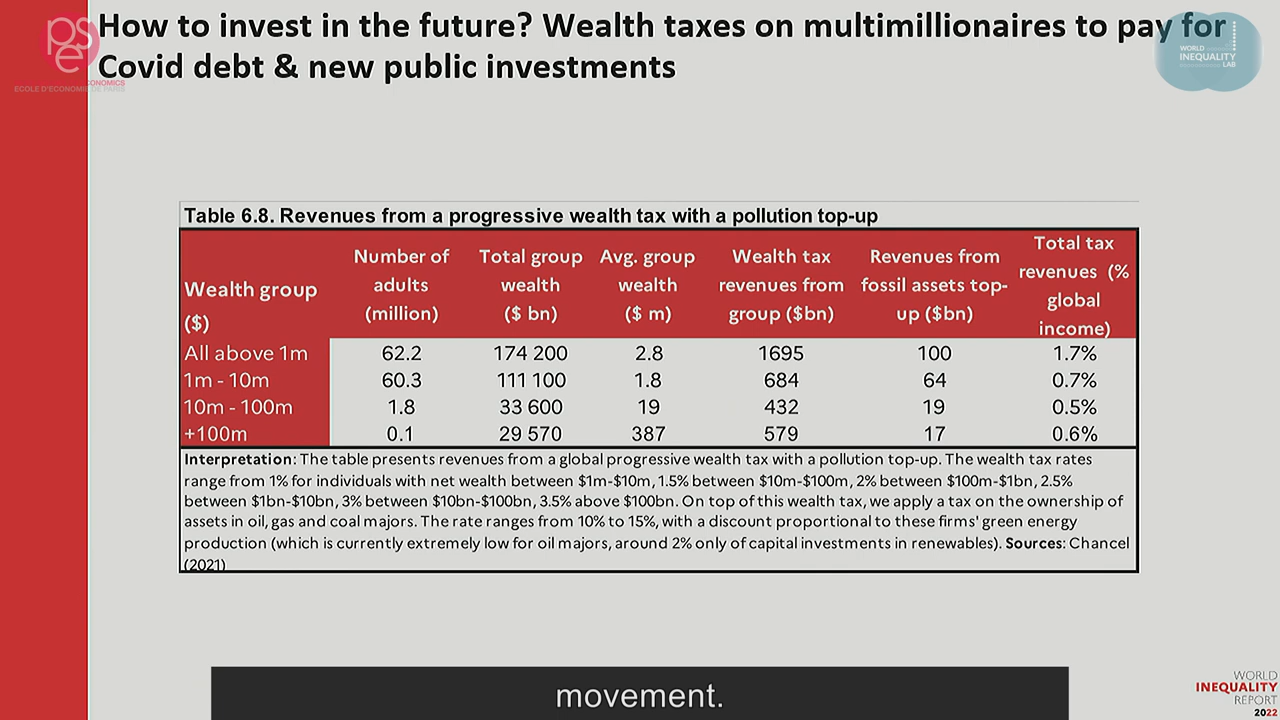 How to invest in the future? Wealth taxes on multimillionaires to pay for
Covid debt & new public investments
pse
ECOLE D'ECONOMIE DE PARIS
WORLD
INEQUALITY
LAB
Table 6.8. Revenues from a progressive wealth tax with a pollution top-up
Wealth group
($)
Number of
adults
(million)
Total group
wealth
($ bn)
Avg. group
wealth
($ m)
Wealth tax
revenues from
group ($bn)
Revenues from
fossil assets top-
up ($bn)
Total tax
revenues (%
global
income)
All above 1m 62.2 174 200 2.8 1695 100 1.7%
1m - 10m 60.3 111 100 1.8 684 64 0.7%
10m - 100m 1.8 33 600 19 432 19 0.5%
+100m 0.1 29 570 387 579 17 0.6%
Interpretation: The table presents revenues from a global progressive wealth tax with a pollution top-up. The wealth tax rates
range from 1% for individuals with net wealth between $1m-$10m, 1.5% between $10m-$100m, 2% between $100m-$1bn, 2.5%
between $1bn-$10bn, 3% between $10bn-$100bn, 3.5% above $100bn. On top of this wealth tax, we apply a tax on the ownership of
assets in oil, gas and coal majors. The rate ranges from 10% to 15%, with a discount proportional to these firms' green energy
production (which is currently extremely low for oil majors, around 2% only of capital investments in renewables). Sources: Chancel
(2021)
movement.
WORLD
INEQUALITY
REPORT
2022